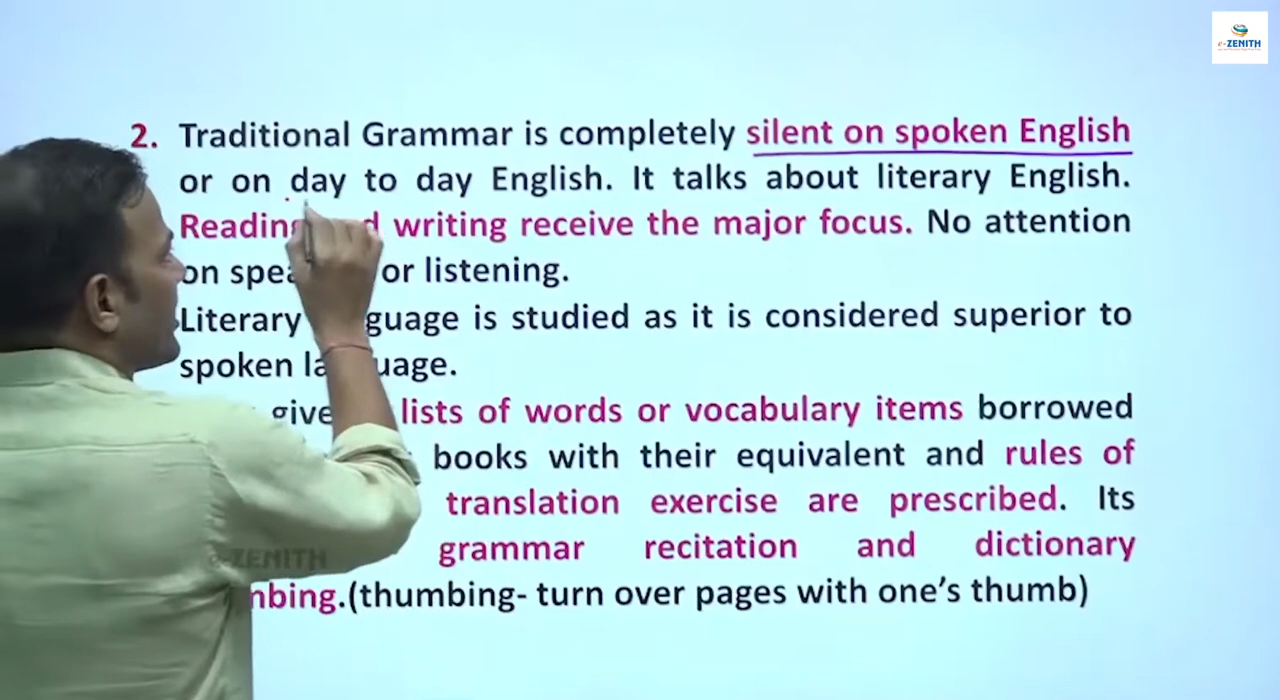 e-ZENITH
2. Traditional Grammar is completely silent on spoken English
or on day to day English. It talks about literary English.
writing receive the major focus. No attention
on or listening.
Literary is studied as it is considered superior to
spoken
lists of words or vocabulary items borrowed
books with their equivalent and rules of
translation exercise are prescribed. Its
grammar recitation and dictionary
(thumbing- turn over pages with one's thumb)
e-ZENITH